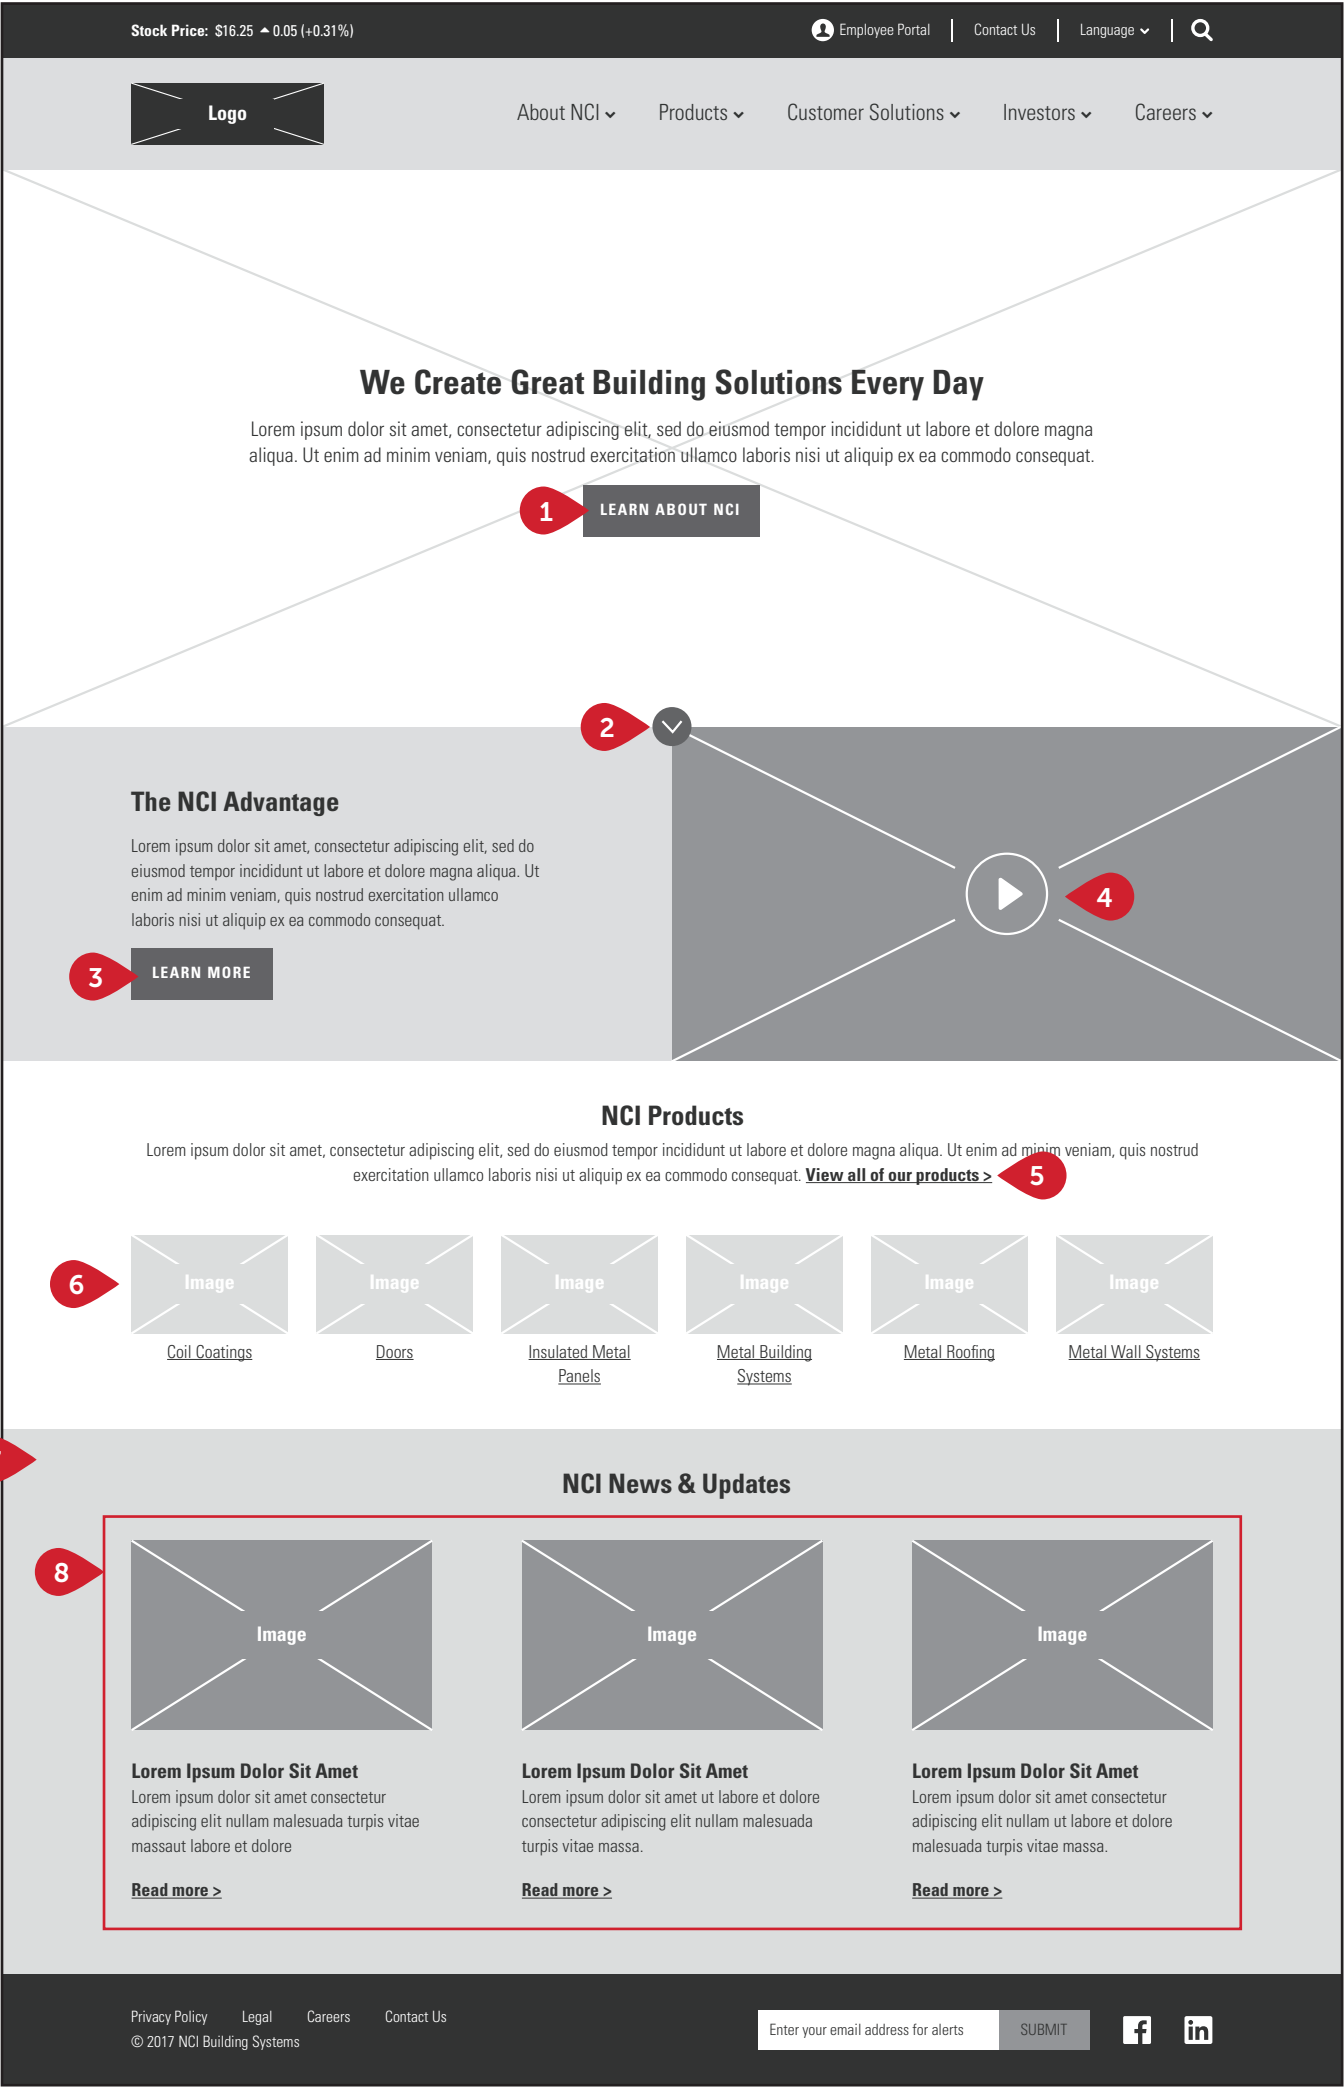 Stock Price: $16.25 0.05 (+0.31%)
Employee Portal
Contact Us
Language
Logo
About NCI
Products
Customer Solutions
Investors
Careers
We Create Great Building Solutions Every Day
Lorem ipsum dolor sit amet, consectetur adipiscing elit, sed do eiusmod tempor incididunt ut labore et dolore magna
aliqua. Ut enim ad minim veniam, quis nostrud exercitation ullamco laboris nisi ut aliquip ex ea commodo consequat.
1
LEARN ABOUT NCI
2
The NCI Advantage
Lorem ipsum dolor sit amet, consectetur adipiscing elit, sed do
eiusmod tempor incididunt ut labore et dolore magna aliqua. Ut
enim ad minim veniam, quis nostrud exercitation ullamco
laboris nisi ut aliquip ex ea commodo consequat.
3
LEARN MORE
4
NCI Products
Lorem ipsum dolor sit amet, consectetur adipiscing elit, sed do eiusmod tempor incididunt ut labore et dolore magna aliqua. Ut enim ad minim veniam, quis nostrud
exercitation ullamco laboris nisi ut aliquip ex ea commodo consequat. View all of our products >
5
6
Image
Image
Image
Image
Image
Image
Coil Coatings
Doors
Insulated Metal
Panels
Metal Building
Systems
Metal Roofing
Metal Wall Systems
NCI News & Updates
8
Image
Image
Image
Lorem Ipsum Dolor Sit Amet
Lorem ipsum dolor sit amet consectetur
adipiscing elit nullam malesuada turpis vitae
massaut labore et dolore
Read more >
Lorem Ipsum Dolor Sit Amet
Lorem ipsum dolor sit amet ut labore et dolore
consectetur adipiscing elit nullam malesuada
turpis vitae massa.
Read more >
Lorem Ipsum Dolor Sit Amet
Lorem ipsum dolor sit amet consectetur
adipiscing elit nullam ut labore et dolore
malesuada turpis vitae massa.
Read more >
Privacy Policy
Legal
Careers
Contact Us
© 2017 NCI Building Systems
Enter your email address for alerts
SUBMIT
in